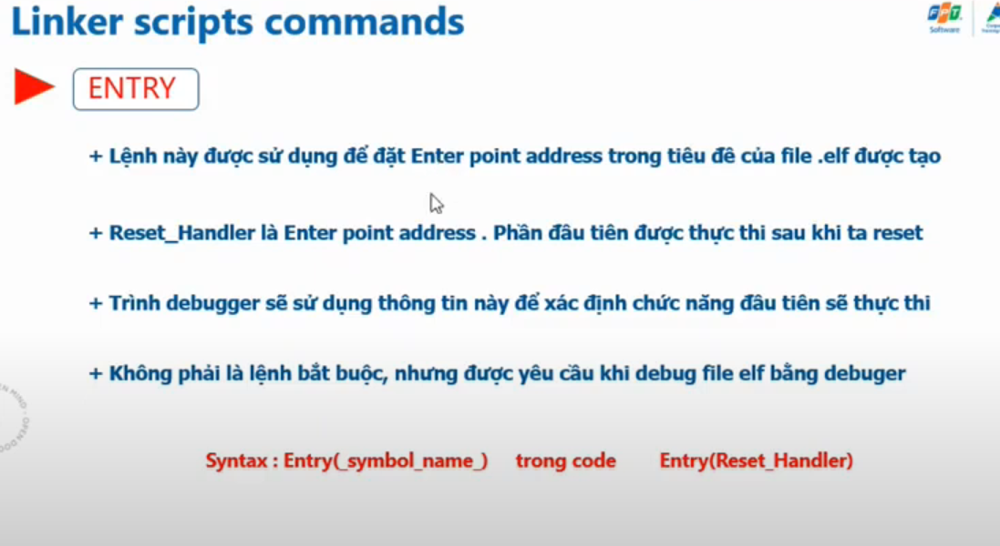 Linker scripts commands
FPT
Software
ENTRY
+ Lệnh này được sử dụng để đặt Enter point address trong tiêu đề của file .elf được tạo
+ Reset_Handler là Enter point address . Phần đầu tiên được thực thi sau khi ta reset
+ Trình debugger sẽ sử dụng thông tin này để xác định chức năng đầu tiên sẽ thực thi
+ Không phải là lệnh bắt buộc, nhưng được yêu cầu khi debug file elf bằng debuger
Syntax : Entry(_symbol_name_) trong code Entry(Reset_Handler)